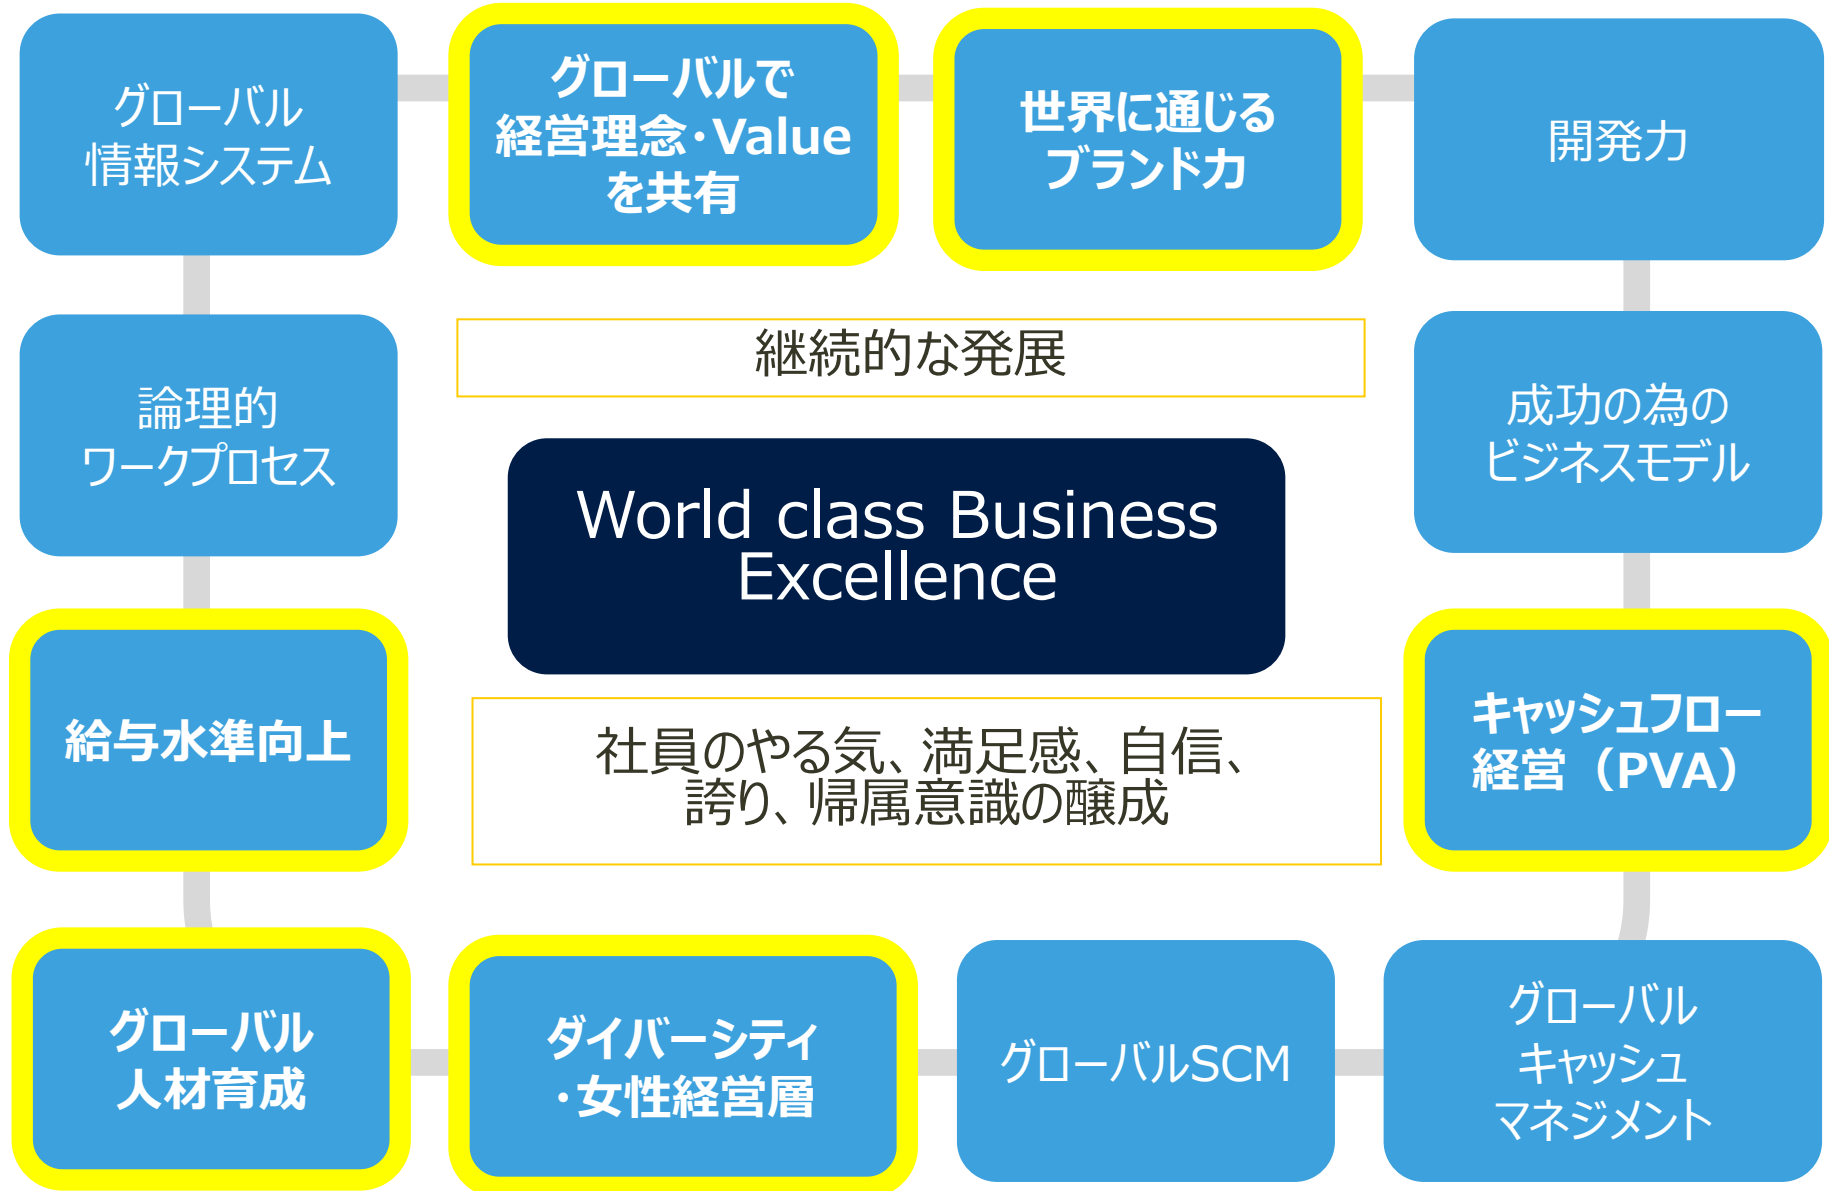 グローバル
情報システム
グローバルで
経営理念・Value
を共有
世界に通じる
ブランド力
開発力
継続的な発展
論理的
ワークプロセス
World class Business
Excellence
成功の為の
ビジネスモデル
給与水準向上
社員のやる気、満足感、自信、
誇り、帰属意識の醸成
キャッシュフロー
経営（PVA）
グローバル
人材育成
ダイバーシティ
・女性経営層
グローバルSCM
グローバル
キャッシュ
マネジメント